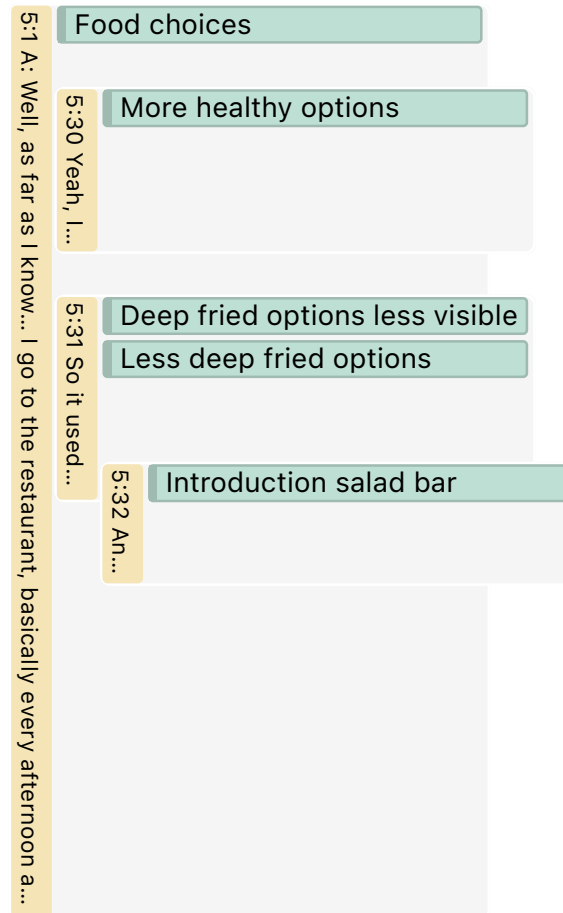 5:1 A: Well, as far as I know... I go to the restaurant, basically every afternoon a...
Food choices
5:30 Yeah, I...
More healthy options
5:31 So it used...
Deep fried options less visible
Less deep fried options
5:32 An...
Introduction salad bar